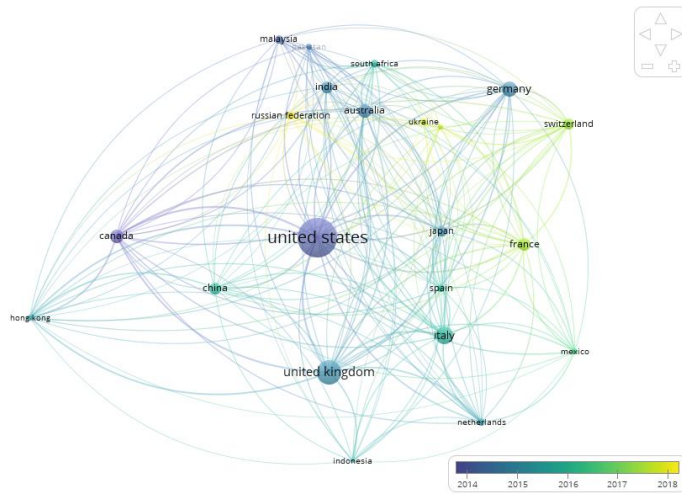 malaysia
south africa
india
germany
russian federation
australia
ukraine
switzerland
canada
united states
japan
france
china
spain
hong kong
italy
mexico
united kingdom
netherlands
indonesia
2014 2015 2016 2017 2018